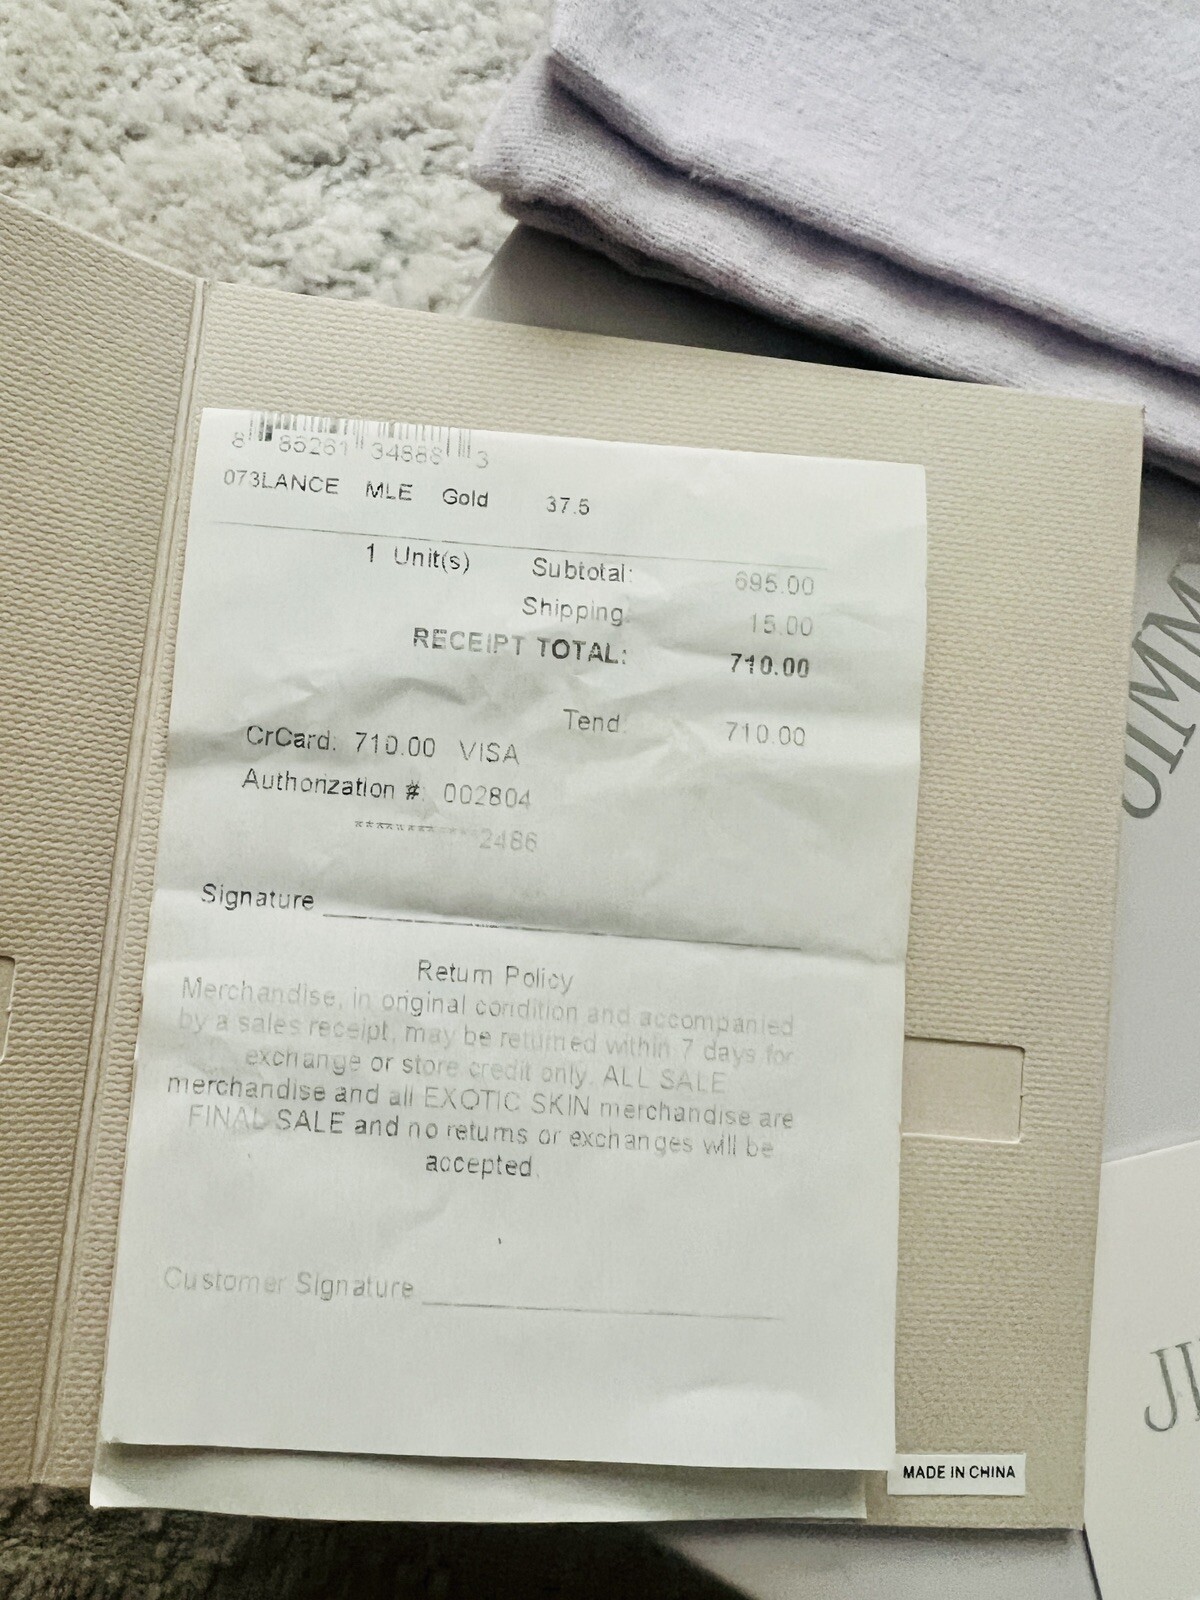 8 85261 34888 3
073LANCE MLE Gold 37.5
1 Unit(s) Subtotal: 695.00
Shipping: 15.00
RECEIPT TOTAL: 710.00
Tend: 710.00
CrCard: 710.00 VISA
Authorization #: 002804
************2486
Signature
Return Policy
Merchandise, in original condition and accompanied
by a sales receipt, may be returned within 7 days for
exchange or store credit only. ALL SALE
merchandise and all EXOTIC SKIN merchandise are
FINAL SALE and no returns or exchanges will be
accepted.
Customer Signature
MADE IN CHINA
JIMM
JI